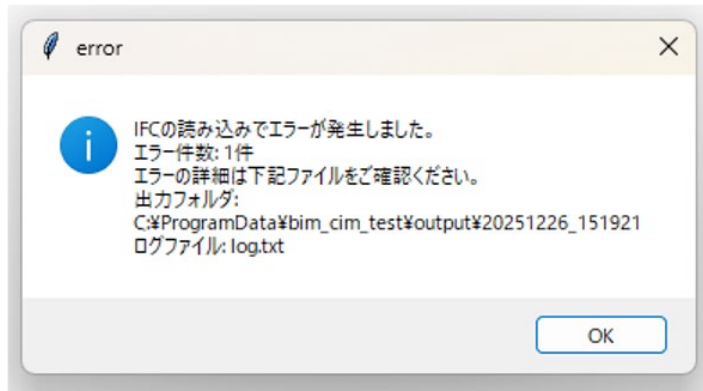 error
IFCの読み込みでエラーが発生しました。
エラー件数: 1件
エラーの詳細は下記ファイルをご確認ください。
出力フォルダ:
C:¥ProgramData¥bim_cim_test¥output¥20251226_151921
ログファイル: log.txt
OK